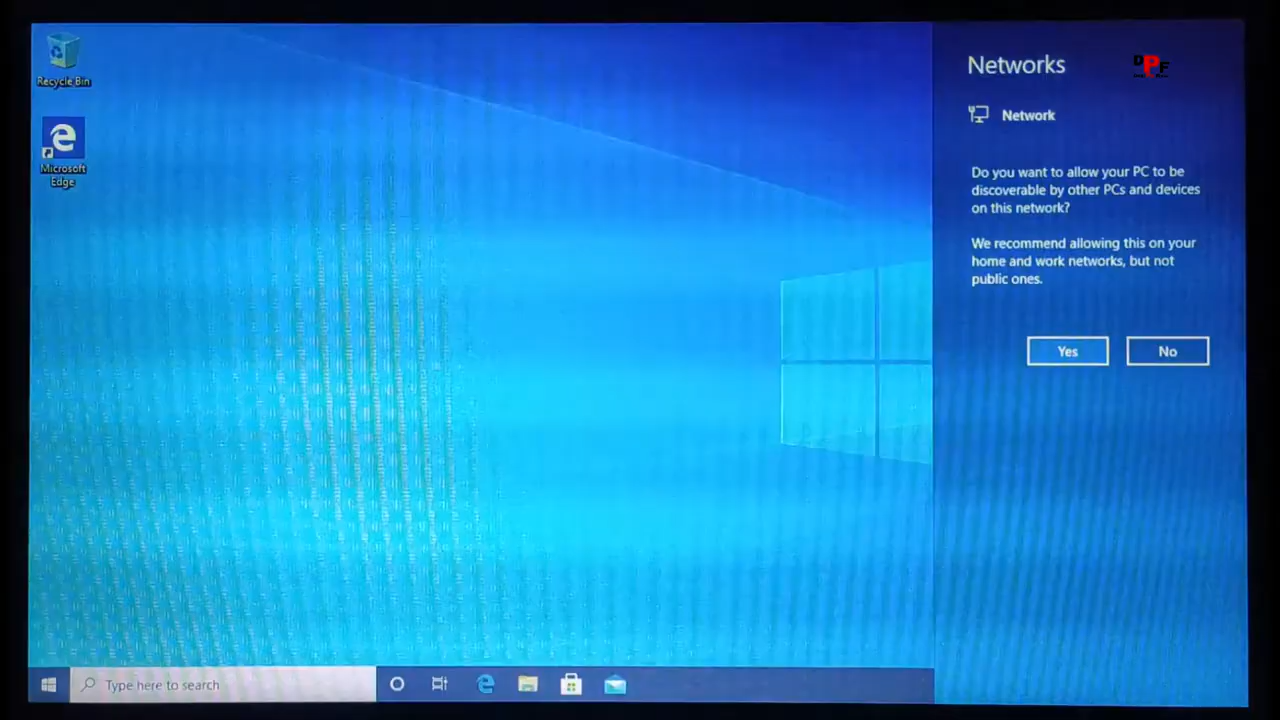 Recycle Bin
Microsoft
Edge
Networks
DPF
Network
Do you want to allow your PC to be
discoverable by other PCs and devices
on this network?
We recommend allowing this on your
home and work networks, but not
public ones.
Yes
No
Type here to search